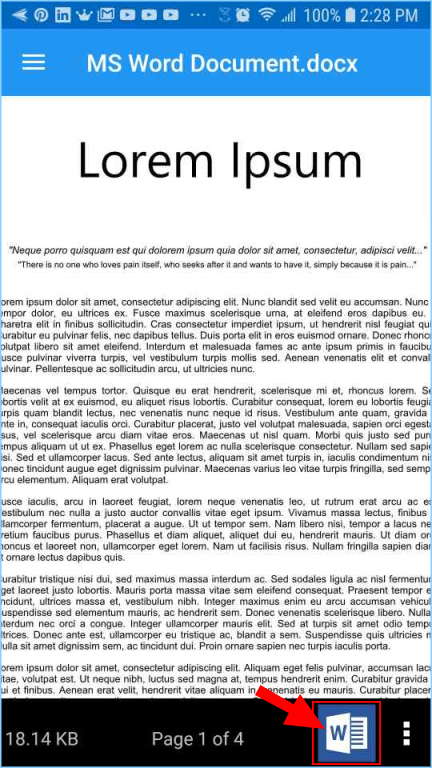 100% 2:28 PM
MS Word Document.docx
Lorem Ipsum
"Neque porro quisquam est qui dolorem ipsum quia dolor sit amet, consectetur, adipisci velit..."
"There is no one who loves pain itself, who seeks after it and wants to have it, simply because it is pain..."
orem ipsum dolor sit amet, consectetur adipiscing elit. Nunc blandit sed velit eu accumsan. Nunc
empor dolor, eu ultrices ex. Fusce maximus scelerisque urna, at eleifend eros dapibus eu.
haretra elit in finibus sollicitudin. Cras consectetur imperdiet ipsum, ut hendrerit nisl feugiat qui
urabitur eu pulvinar felis, nec dapibus tellus. Duis porta elit in eros euismod ornare. Donec rhonc
olutpat libero sit amet eleifend. Interdum et malesuada fames ac ante ipsum primis in faucibu
usce pulvinar viverra turpis, vel vestibulum turpis mollis sed. Aenean venenatis elit et convall
ulvinar. Pellentesque ac sollicitudin arcu, ut ultricies nunc.
laecenas vel tempus tortor. Quisque eu erat hendrerit, scelerisque mi et, rhoncus lorem. Se
obortis velit at ex euismod, eu aliquet risus lobortis. Curabitur consequat, lorem eu lobortis feugia
urpis quam blandit lectus, nec venenatis nunc neque id risus. Vestibulum ante quam, gravida
nte in, consequat iaculis orci. Curabitur placerat, justo vel volutpat malesuada, sapien orci egesta
sus, vel scelerisque arcu diam vitae eros. Maecenas ut nisl quam. Morbi quis justo sed puru
empus aliquam ut ut ex. Phasellus eget lorem ac nulla scelerisque consectetur. Nullam sed sapie
isi. Sed et ullamcorper lacus. Sed ante lectus, aliquam sit amet turpis in, iaculis condimentum ni
onec tincidunt augue eget dignissim pulvinar. Maecenas varius leo vitae turpis fringilla, sed semp
rcu elementum. Aliquam erat volutpat.
usce iaculis, arcu in laoreet feugiat, lorem neque venenatis leo, ut rutrum erat arcu ac e
estibulum nec nulla a justo auctor convallis vitae eget ipsum. Vivamus massa lectus, finibus
llamcorper fermentum, placerat a augue. Ut ut tempor sem. Nam libero nisi, tempor a lacus ne
retium faucibus purus. Phasellus et diam aliquet, aliquet dui eu, hendrerit mauris. Ut diam or
honcus et laoreet non, ullamcorper eget lorem. Nam ut facilisis risus. Nullam fringilla sapien dia
t ornare lectus dapibus quis.
urabitur tristique nisi dui, sed maximus massa interdum ac. Sed sodales ligula ac nisl fermentu
get laoreet justo lobortis. Mauris porta massa vitae sem eleifend consequat. Praesent tempor e
ncidunt, ultrices massa et, vestibulum nibh. Integer maximus enim eu arcu accumsan vehicul
uspendisse sed elementum mauris, ac hendrerit sem. Donec vitae venenatis scelerisque libero. Null
nterdum nec orci a congue. Integer ullamcorper mauris elit. Sed at turpis sit amet odio temp
ltrices. Donec ante est, ullamcorper eu tristique ac, blandit a sem. Suspendisse quis ultricies n
ulla sit amet dignissim sem, ac tincidunt dui. Proin ornare sapien nec turpis iaculis porta.
orem ipsum dolor sit amet, consectetur adipiscing elit. Aliquam eget felis pulvinar, accumsan lac
itae, volutpat est. Ut neque nibh, luctus sed magna at, tempus hendrerit enim. Curabitur gravida
ui et finibus. Aenean erat velit, hendrerit vitae aliquam in, venenatis eu mauris. Curabitur placer
18.14 KB Page 1 of 4 W